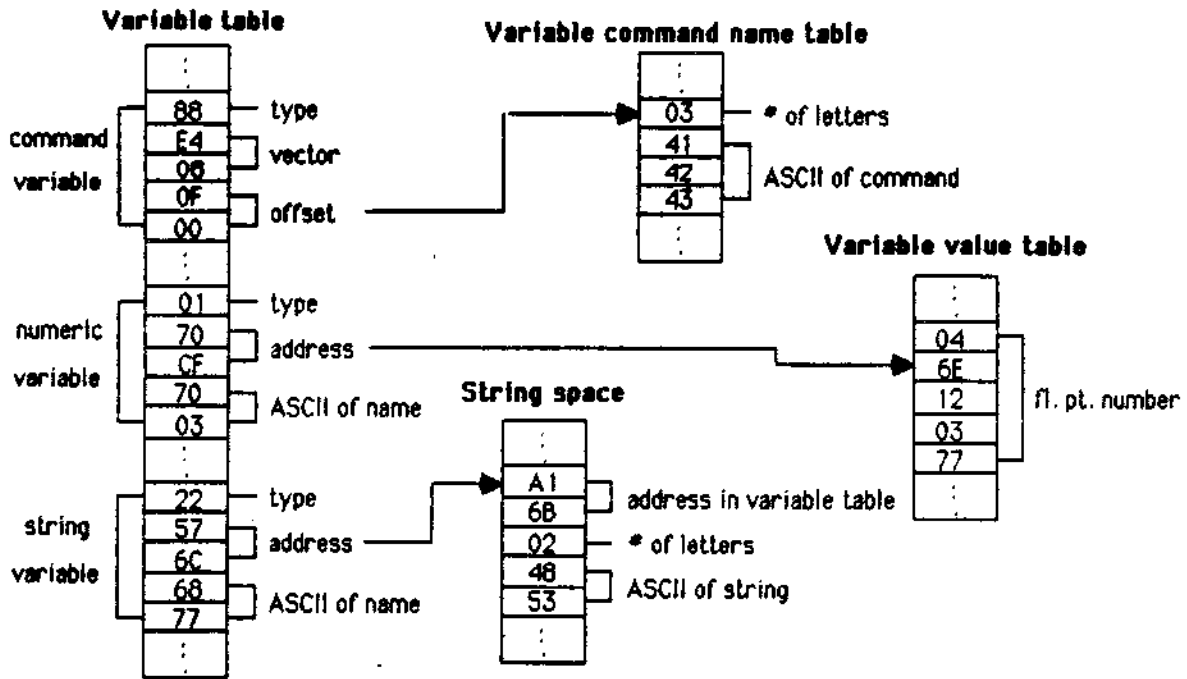 Variable table
88
E4
06
0F
00
01
70
CF
70
03
22
57
6C
68
77
command
variable
type
vector
offset
numeric
variable
type
address
ASCII of name
string
variable
type
address
ASCII of name
Variable command name table
03
41
42
43
# of letters
ASCII of command
Variable value table
04
6E
12
03
77
fl. pt. number
String space
A1
6B
02
48
53
address in variable table
# of letters
ASCII of string